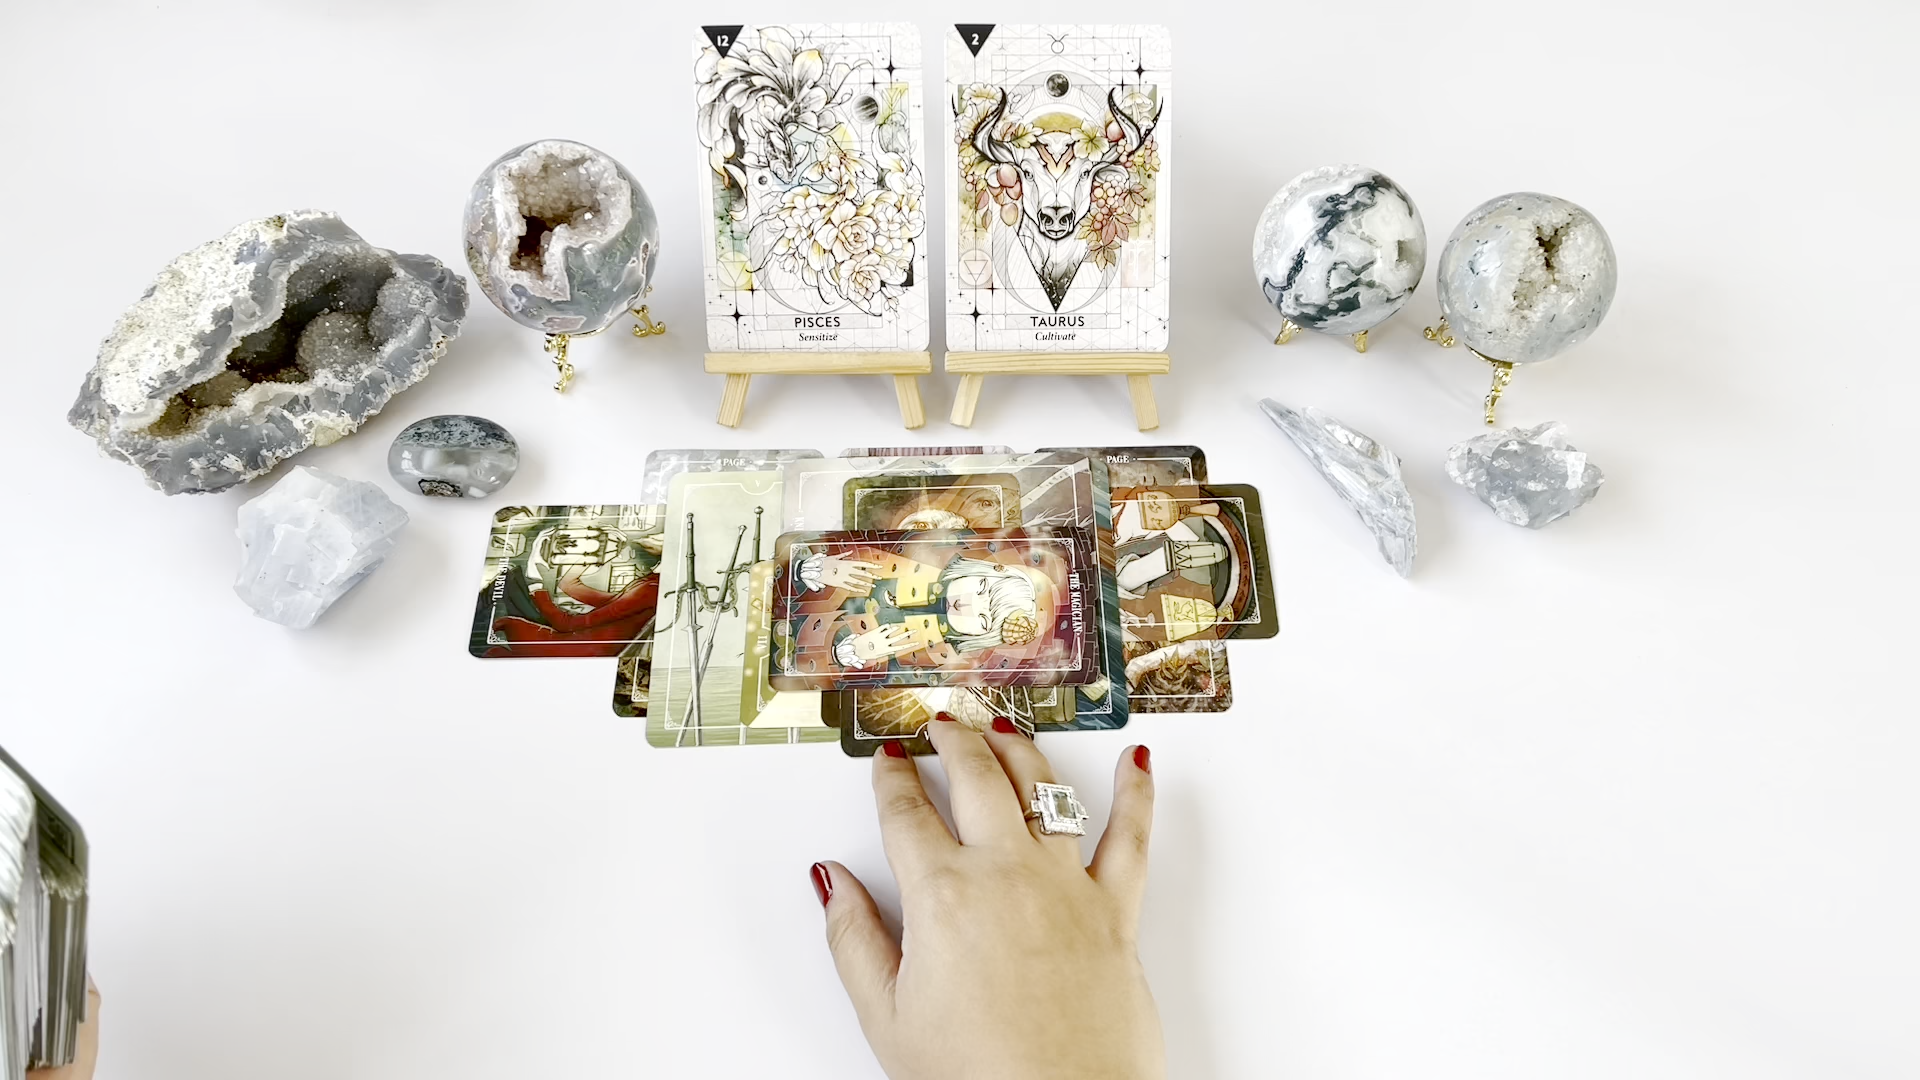 12
2
PISCES
Sensitize
TAURUS
Cultivate
PAGE
PAGE
V
THE DEVIL
THE MAGICIAN